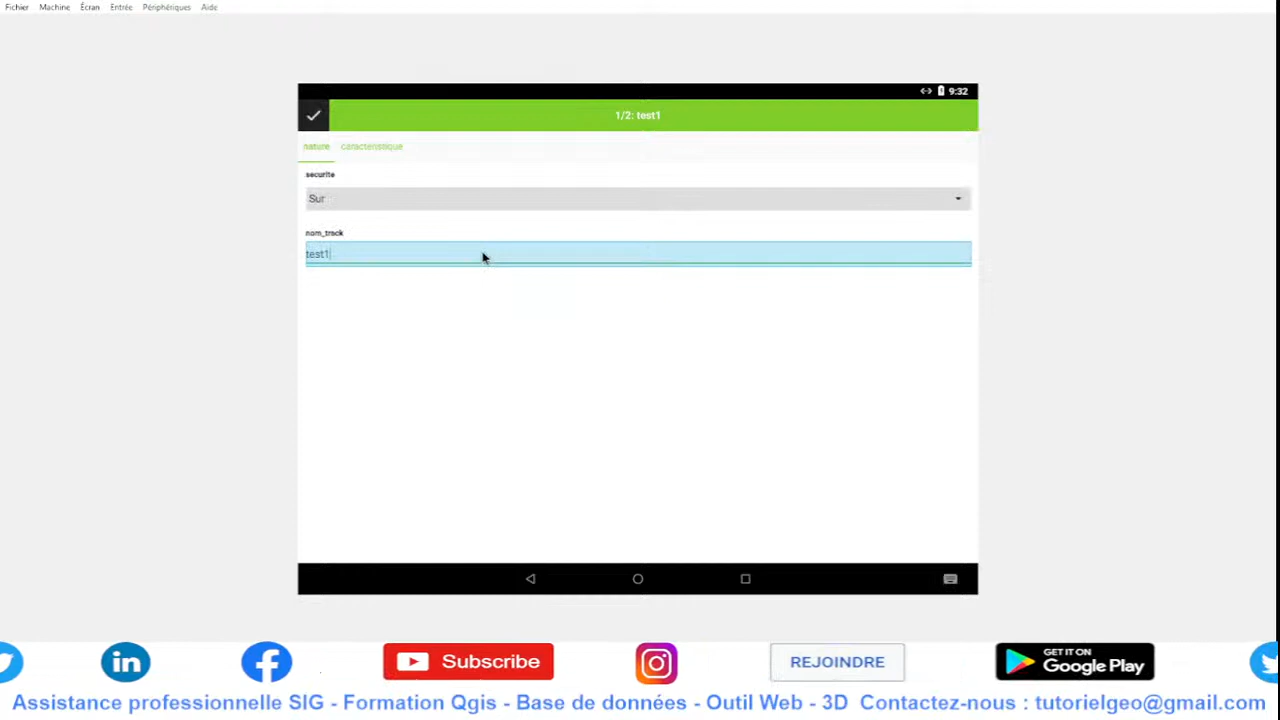 Fichier Machine Écran Entrée Périphériques Aide
9:32
1/2: test1
nature caracteristique
securite
Sur
nom_track
test1
in f Subscribe REJOINDRE GET IT ON Google Play
Assistance professionnelle SIG - Formation Qgis - Base de données - Outil Web - 3D Contactez-nous : tutorielgeo@gmail.com